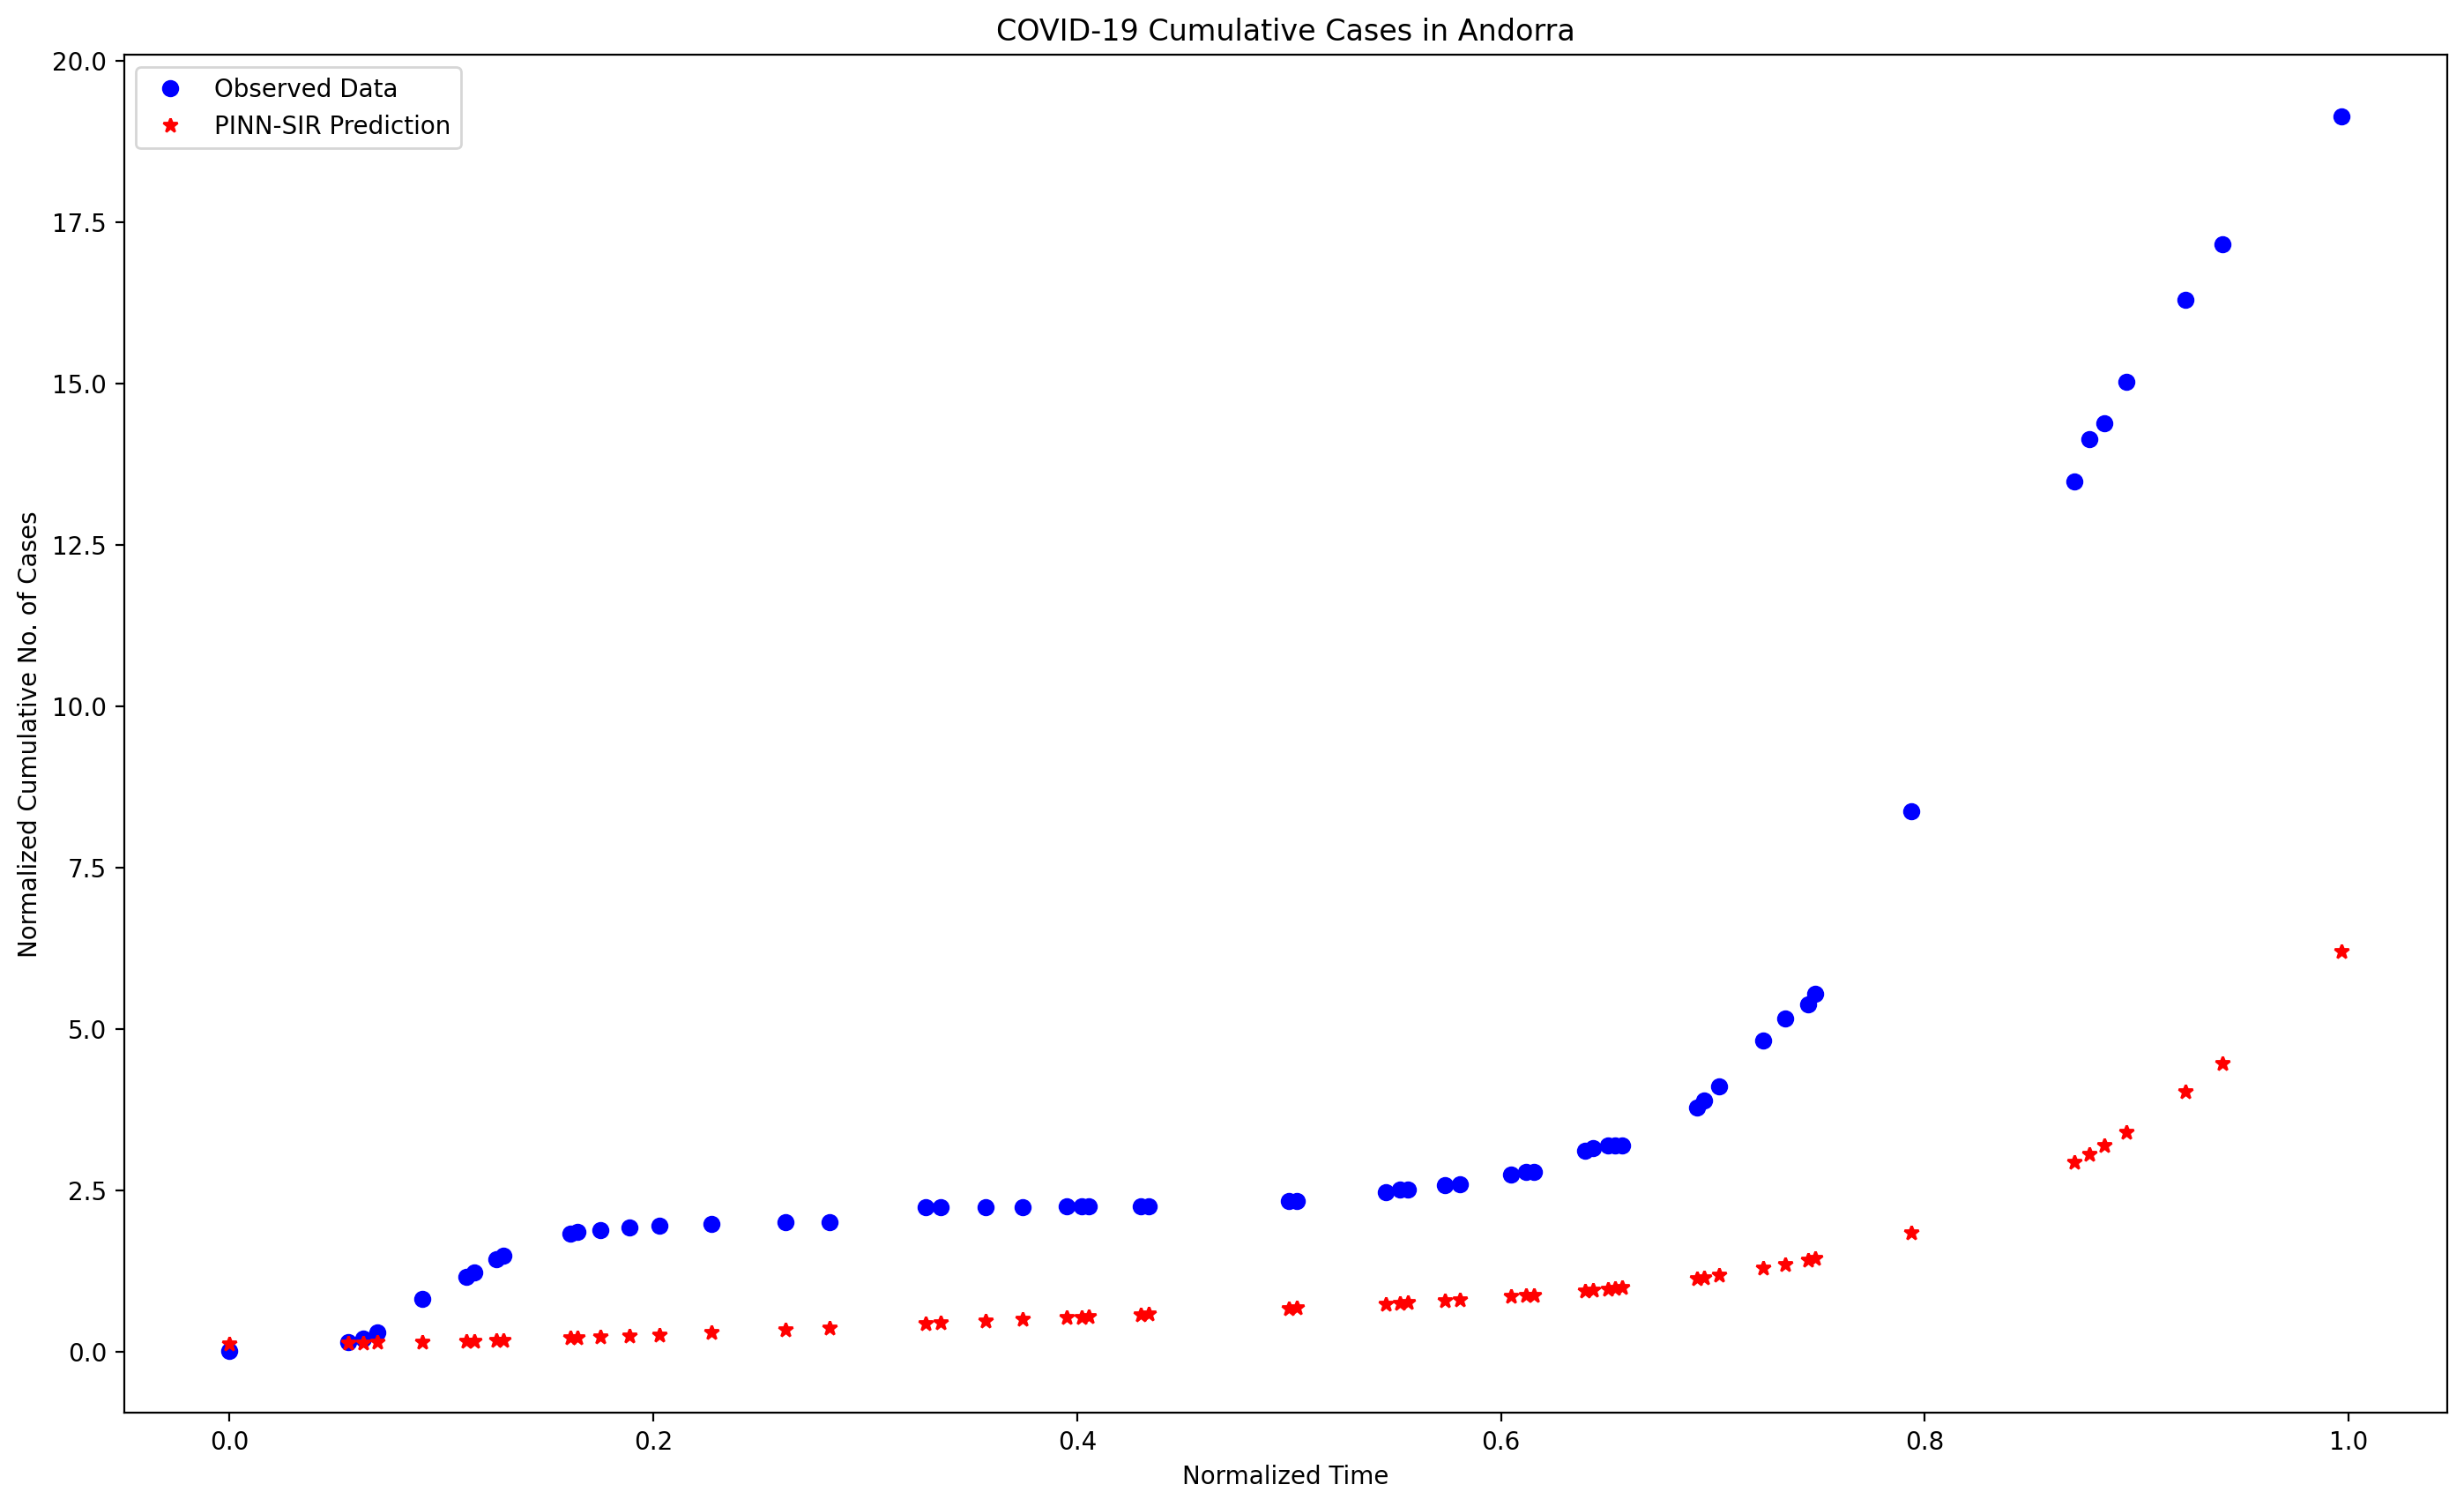 COVID-19 Cumulative Cases in Andorra
Observed Data
PINN-SIR Prediction
Normalized Cumulative No. of Cases
20.0
17.5
15.0
12.5
10.0
7.5
5.0
2.5
0.0
0.0 0.2 0.4 0.6 0.8 1.0
Normalized Time